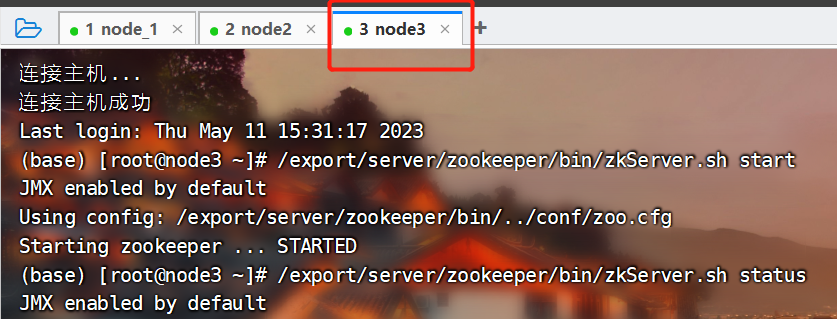 1 node_1 × 2 node2 × 3 node3 × +
连接主机...
连接主机成功
Last login: Thu May 11 15:31:17 2023
(base) [root@node3 ~]# /export/server/zookeeper/bin/zkServer.sh start
JMX enabled by default
Using config: /export/server/zookeeper/bin/../conf/zoo.cfg
Starting zookeeper ... STARTED
(base) [root@node3 ~]# /export/server/zookeeper/bin/zkServer.sh status
JMX enabled by default